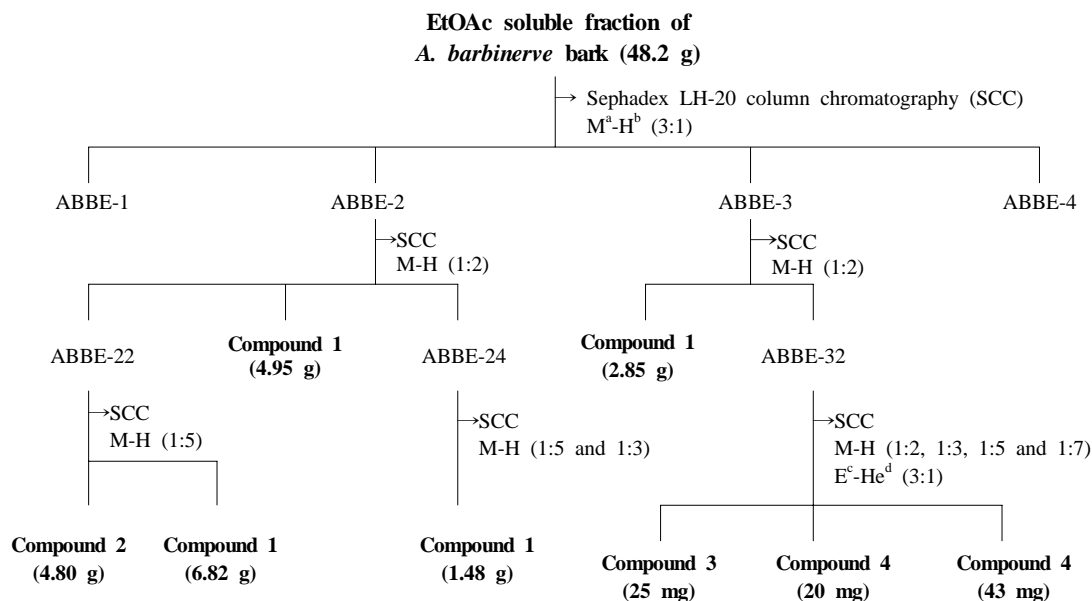 EtOAc soluble fraction of
A. barbinerve bark (48.2 g)
Sephadex LH-20 column chromatography (SCC)
Mᵃ-Hᵇ (3:1)
ABBE-1
ABBE-2
ABBE-3
ABBE-4
SCC
M-H (1:2)
SCC
M-H (1:2)
ABBE-22
Compound 1
(4.95 g)
ABBE-24
Compound 1
(2.85 g)
ABBE-32
SCC
M-H (1:5)
SCC
M-H (1:5 and 1:3)
SCC
M-H (1:2, 1:3, 1:5 and 1:7)
Eᶜ-Heᵈ (3:1)
Compound 2
(4.80 g)
Compound 1
(6.82 g)
Compound 1
(1.48 g)
Compound 3
(25 mg)
Compound 4
(20 mg)
Compound 4
(43 mg)